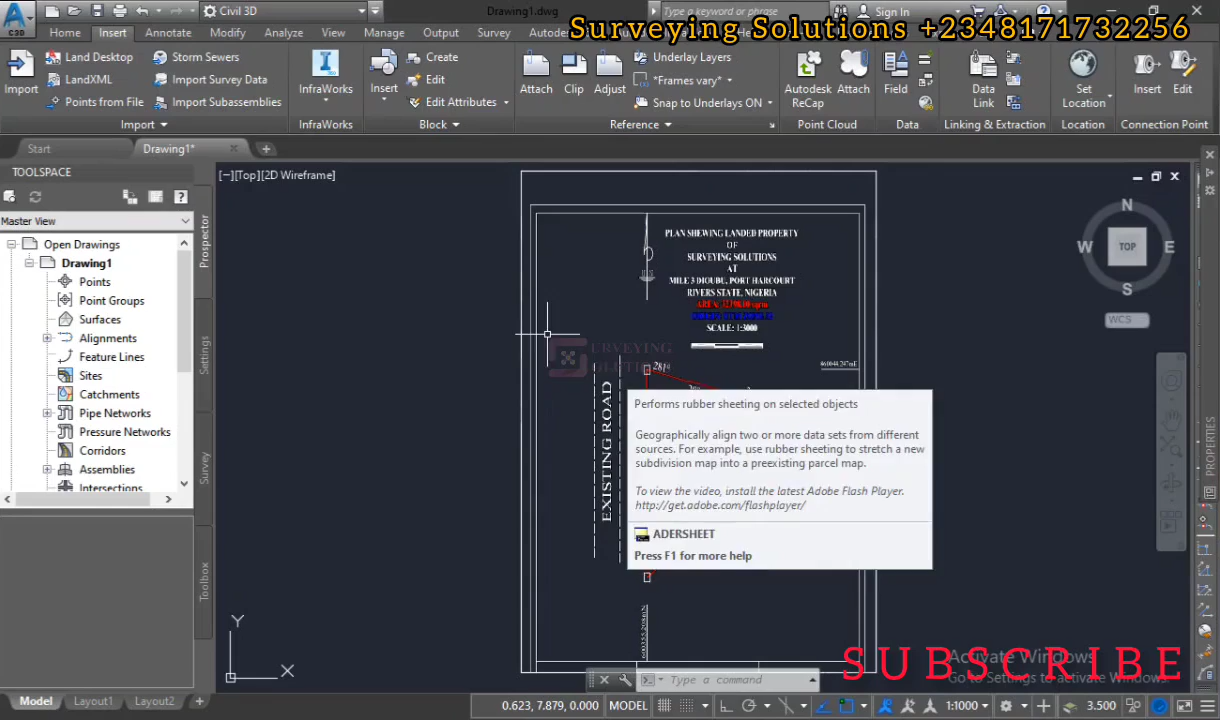 Civil 3D
Drawing1.dwg
Type a keyword or phrase
Sign In
Surveying Solutions +2348171732256
C3D
Home Insert Annotate Modify Analyze View Manage Output Survey
Import
Land Desktop
LandXML
Points from File
Storm Sewers
Import Survey Data
Import Subassemblies
Import
InfraWorks
InfraWorks
Insert
Create
Edit
Edit Attributes
Block
Attach
Clip
Adjust
Underlay Layers
*Frames vary*
Snap to Underlays ON
Reference
Autodesk ReCap
Attach
Point Cloud
Field
Data
Data Link
Linking & Extraction
Set Location
Location
Insert
Edit
Connection Point
Start
Drawing1*
TOOLSPACE
Master View
Open Drawings
Drawing1
Points
Point Groups
Surfaces
Alignments
Feature Lines
Sites
Catchments
Pipe Networks
Pressure Networks
Corridors
Assemblies
Intersections
Prospector
Settings
Survey
Toolbox
[−][Top][2D Wireframe]
N
W TOP E
S
WCS
PROPERTIES
PLAN SHEWING LANDED PROPERTY
OF
SURVEYING SOLUTIONS
AT
MILE 3 DIOUBU, PORT HARCOURT
RIVERS STATE, NIGERIA
SCALE: 1:3000
SURVEYING
SOLUTIONS
EXISTING ROAD
Performs rubber sheeting on selected objects
Geographically align two or more data sets from different
sources. For example, use rubber sheeting to stretch a new
subdivision map into a preexisting parcel map.
To view the video, install the latest Adobe Flash Player.
http://get.adobe.com/flashplayer/
ADERSHEET
Press F1 for more help
Y
X
Type a command
SUBSCRIBE
Activate Windows
Go to Settings to activate Windows.
Model Layout1 Layout2 +
0.623, 7.879, 0.000 MODEL
1:1000
3.500